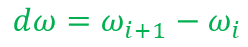 dω = ω_{i+1} − ω_i